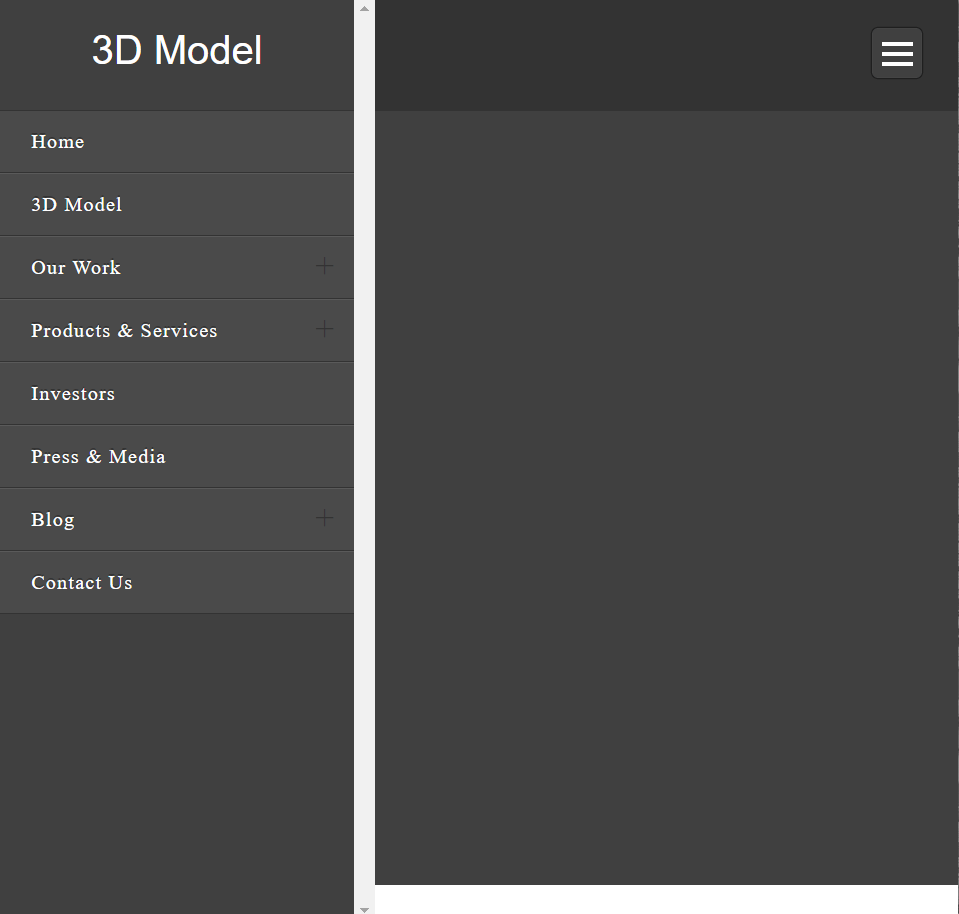 3D Model
Home
3D Model
Our Work
Products & Services
Investors
Press & Media
Blog
Contact Us